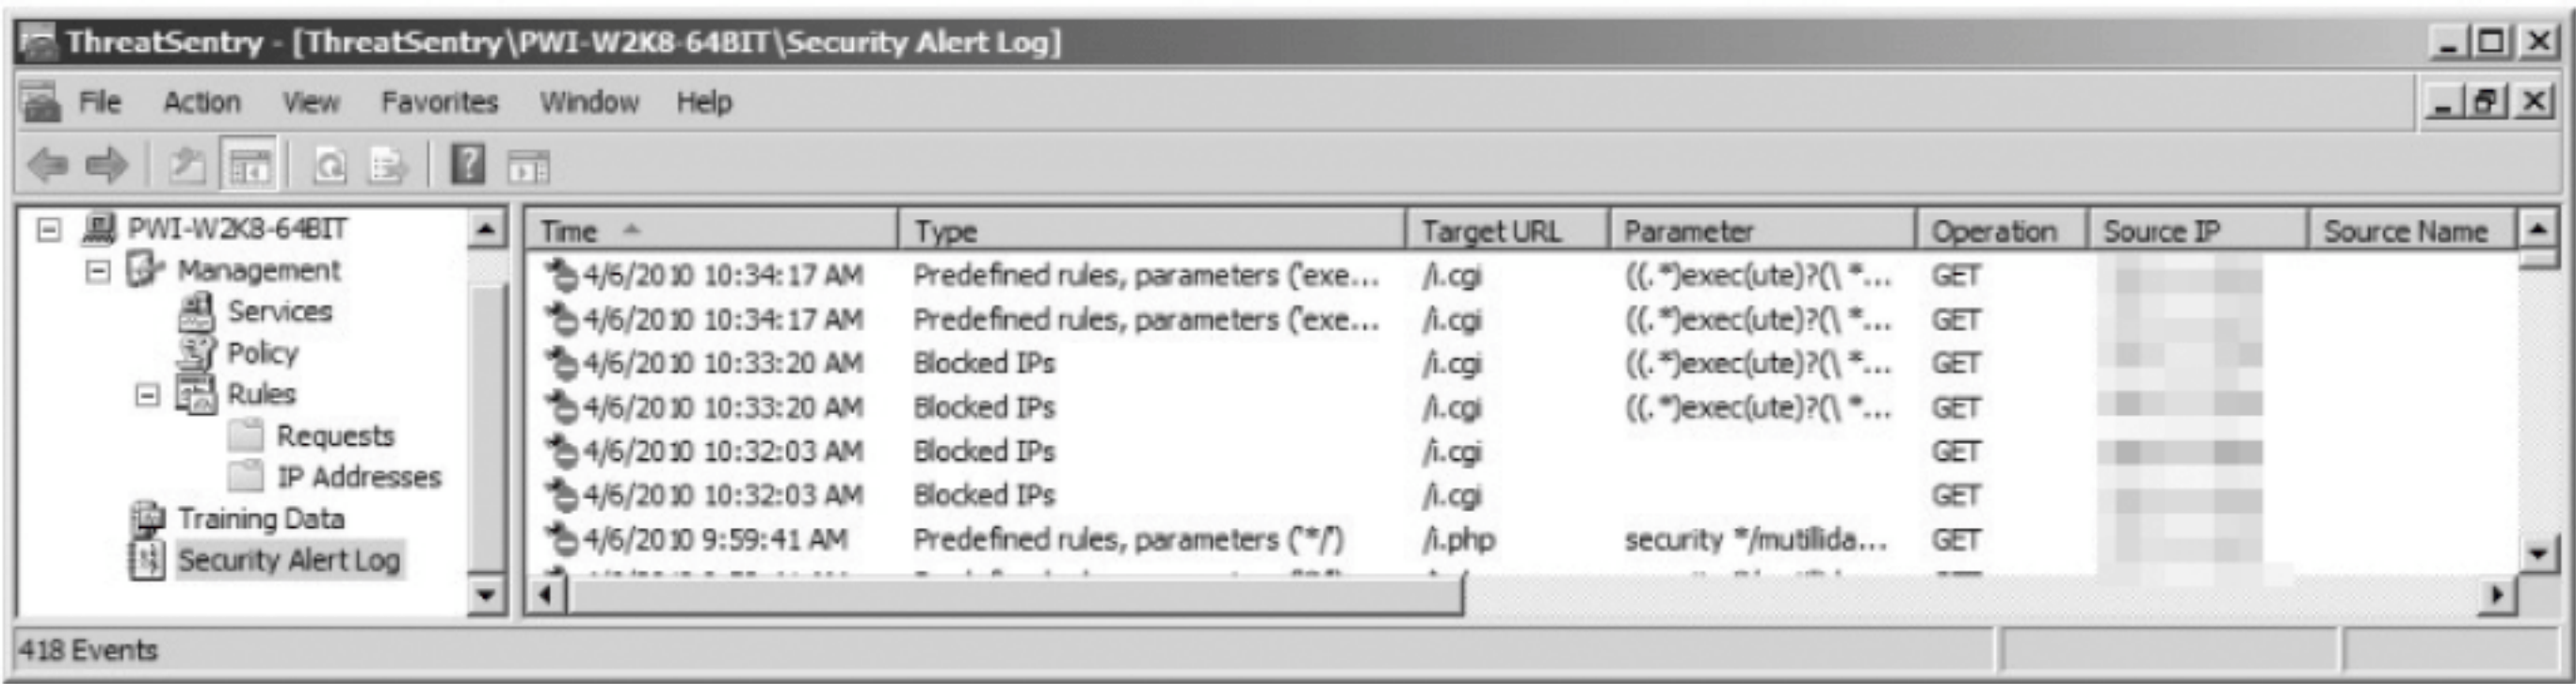 ThreatSentry - [ThreatSentry\PWI-W2K8-64BIT\Security Alert Log]
File Action View Favorites Window Help
PWI-W2K8-64BIT
Management
Services
Policy
Rules
Requests
IP Addresses
Training Data
Security Alert Log
Time Type Target URL Parameter Operation Source IP Source Name
4/6/2010 10:34:17 AM Predefined rules, parameters ('exe... /i.cgi ((.*)exec(ute)?(\ *... GET
4/6/2010 10:34:17 AM Predefined rules, parameters ('exe... /i.cgi ((.*)exec(ute)?(\ *... GET
4/6/2010 10:33:20 AM Blocked IPs /i.cgi ((.*)exec(ute)?(\ *... GET
4/6/2010 10:33:20 AM Blocked IPs /i.cgi ((.*)exec(ute)?(\ *... GET
4/6/2010 10:32:03 AM Blocked IPs /i.cgi GET
4/6/2010 10:32:03 AM Blocked IPs /i.cgi GET
4/6/2010 9:59:41 AM Predefined rules, parameters ('*/') /i.php security */mutillida... GET
418 Events